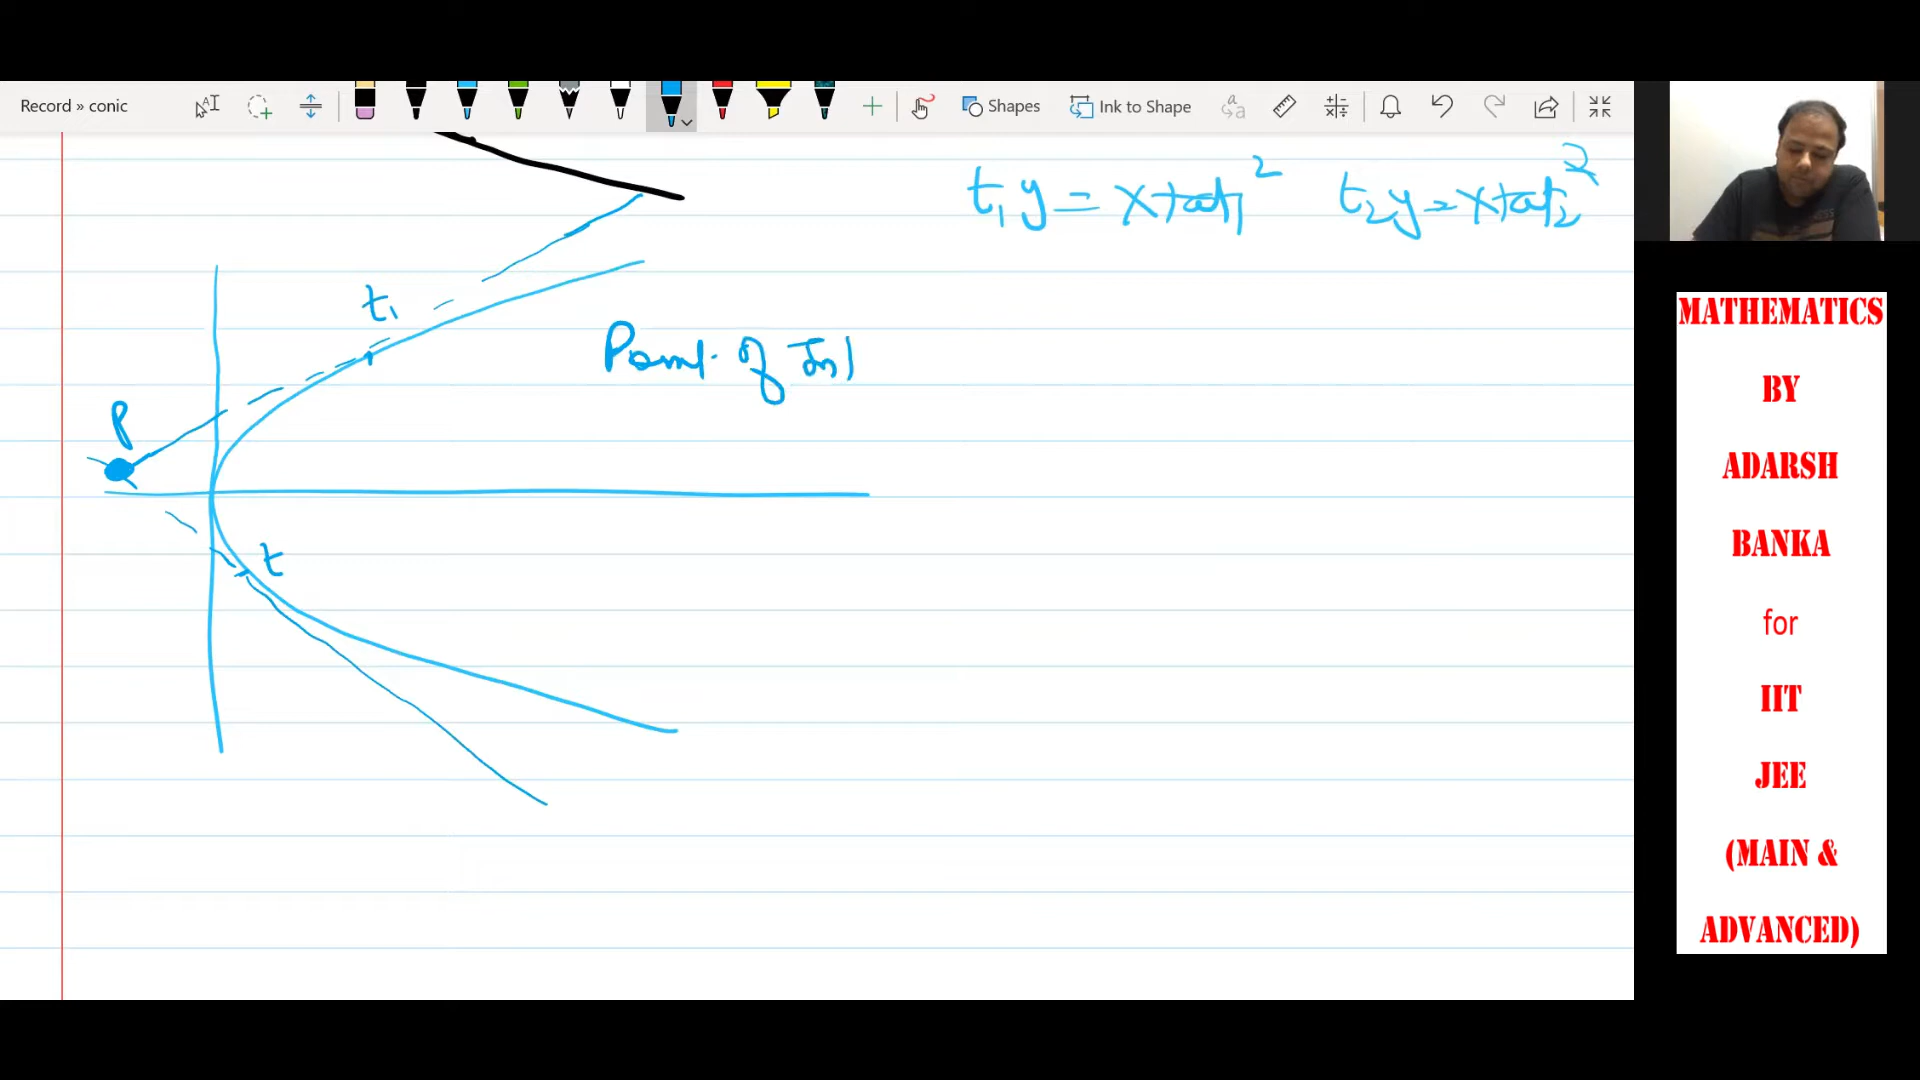 Record » conic
Shapes
Ink to Shape
t₁y = x+at₁² t₂y = x+at₂²
t₁
Point of Int
P
t
MATHEMATICS
BY
ADARSH
BANKA
for
IIT
JEE
(MAIN &
ADVANCED)